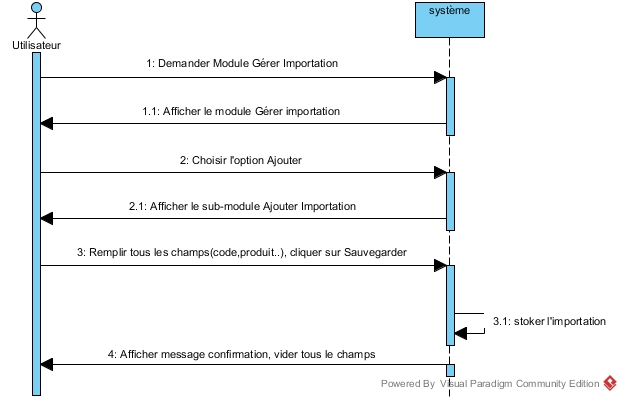 système
Utilisateur
1: Demander Module Gérer Importation
1.1: Afficher le module Gérer importation
2: Choisir l'option Ajouter
2.1: Afficher le sub-module Ajouter Importation
3: Remplir tous les champs(code,produit..), cliquer sur Sauvegarder
3.1: stoker l'importation
4: Afficher message confirmation, vider tous le champs
Powered By Visual Paradigm Community Edition